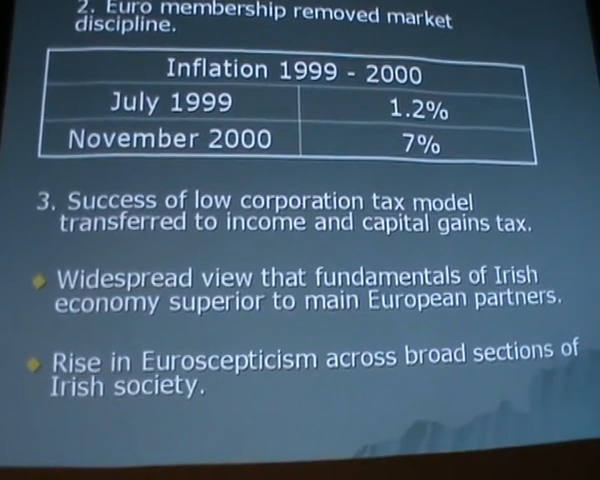 2. Euro membership removed market
discipline.
Inflation 1999 - 2000
July 1999 1.2%
November 2000 7%
3. Success of low corporation tax model
transferred to income and capital gains tax.
Widespread view that fundamentals of Irish
economy superior to main European partners.
Rise in Euroscepticism across broad sections of
Irish society.